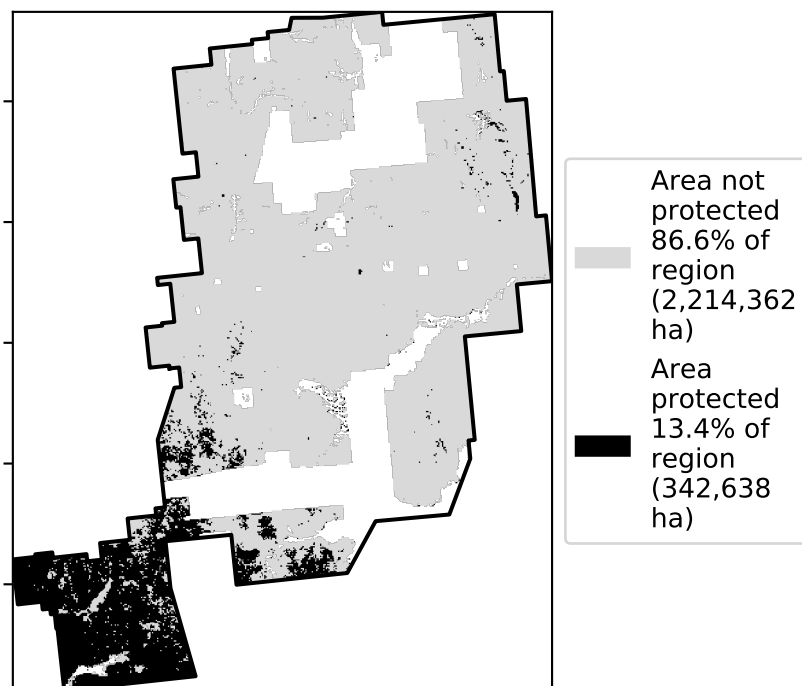 Area not
protected
86.6% of
region
(2,214,362
ha)
Area
protected
13.4% of
region
(342,638
ha)